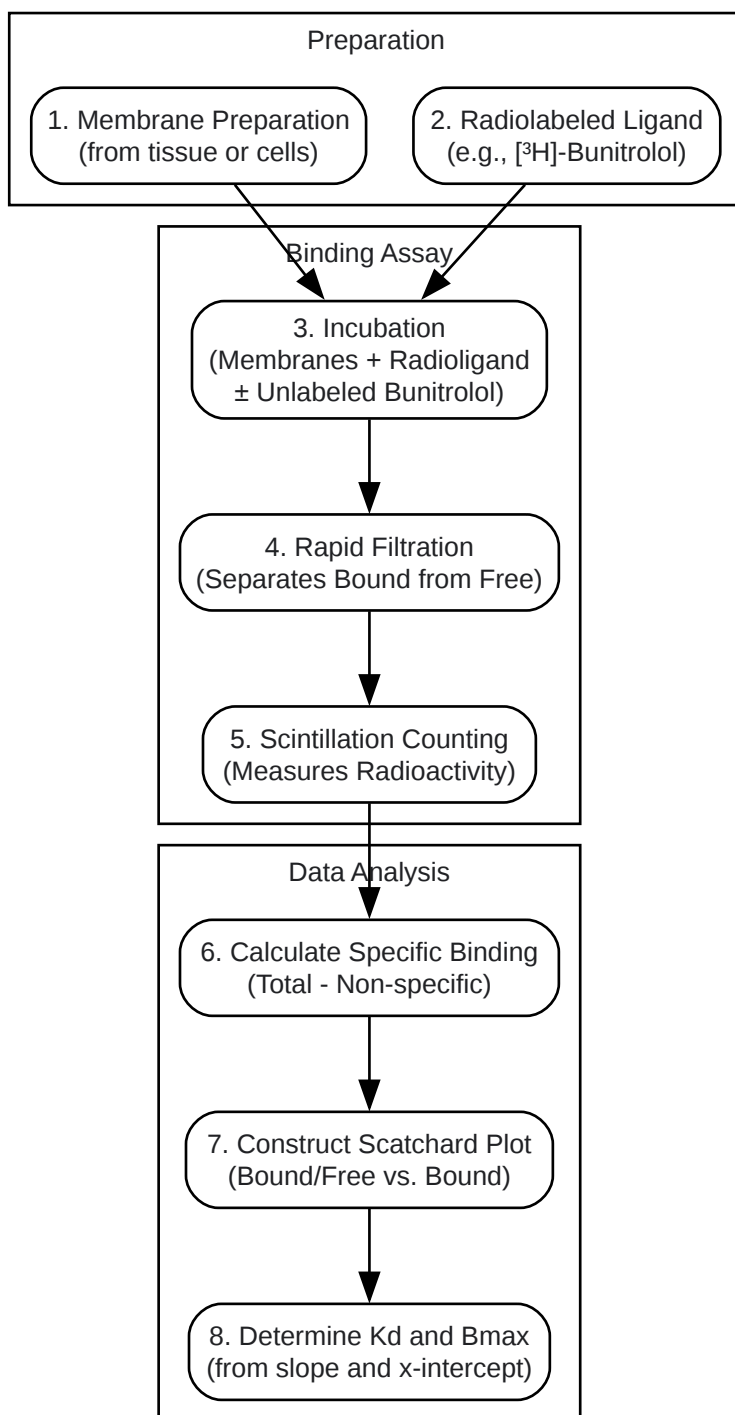 Preparation
1. Membrane Preparation
(from tissue or cells)
2. Radiolabeled Ligand
(e.g., [³H]-Bunitrolol)
Binding Assay
3. Incubation
(Membranes + Radioligand
± Unlabeled Bunitrolol)
4. Rapid Filtration
(Separates Bound from Free)
5. Scintillation Counting
(Measures Radioactivity)
Data Analysis
6. Calculate Specific Binding
(Total - Non-specific)
7. Construct Scatchard Plot
(Bound/Free vs. Bound)
8. Determine Kd and Bmax
(from slope and x-intercept)